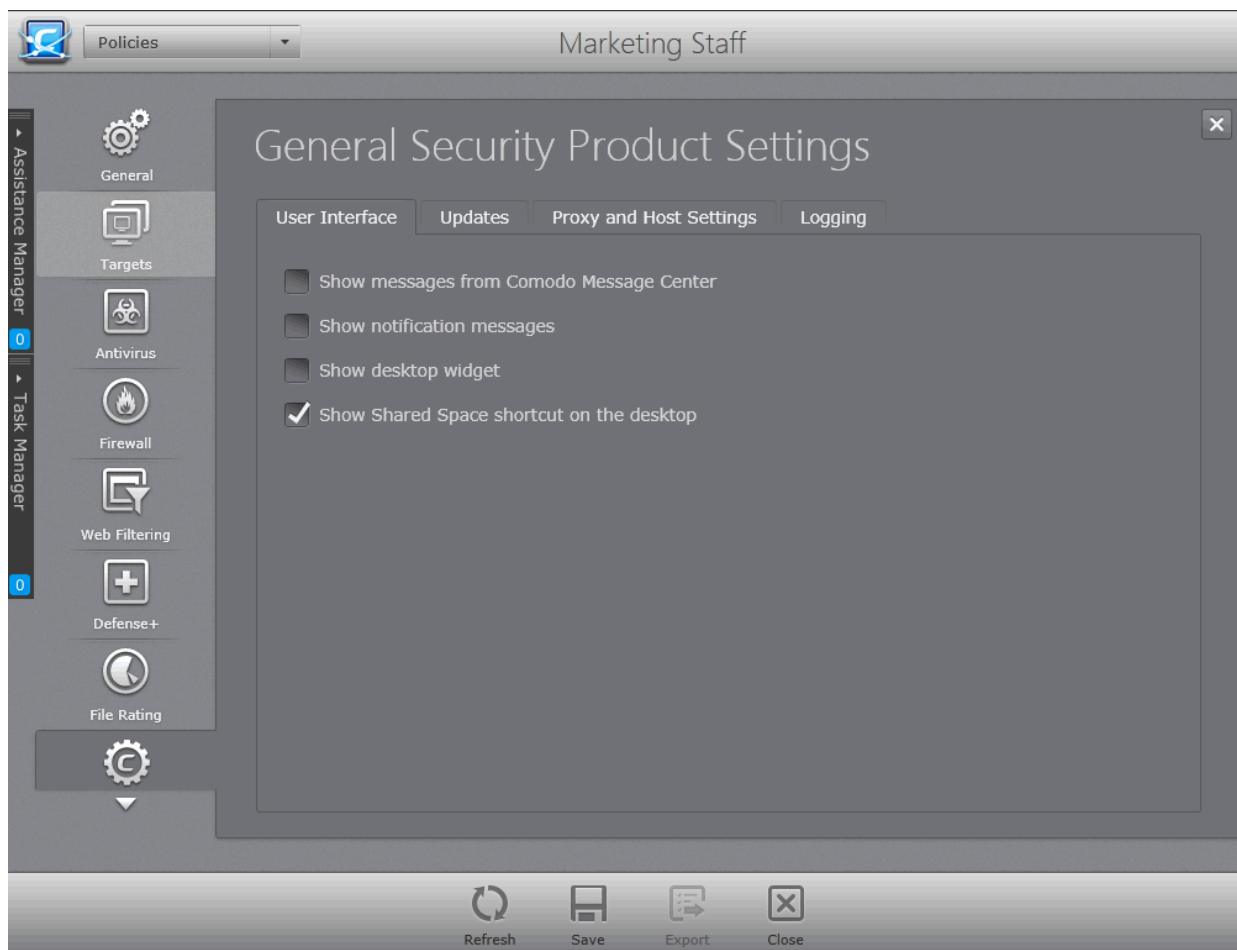 Policies
Marketing Staff
Assistance Manager
0
Task Manager
0
General
Targets
Antivirus
Firewall
Web Filtering
Defense+
File Rating
General Security Product Settings
User Interface
Updates
Proxy and Host Settings
Logging
Show messages from Comodo Message Center
Show notification messages
Show desktop widget
Show Shared Space shortcut on the desktop
Refresh
Save
Export
Close